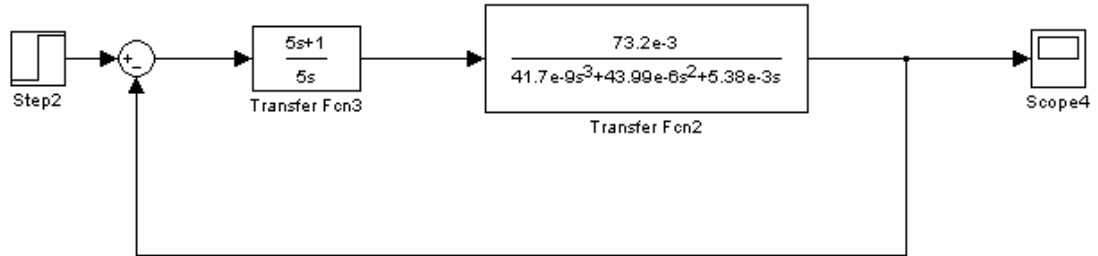 5s+1
5s
73.2e-3
41.7e-9s³+43.99e-6s²+5.38e-3s
Step2
Transfer Fcn3
Transfer Fcn2
Scope4